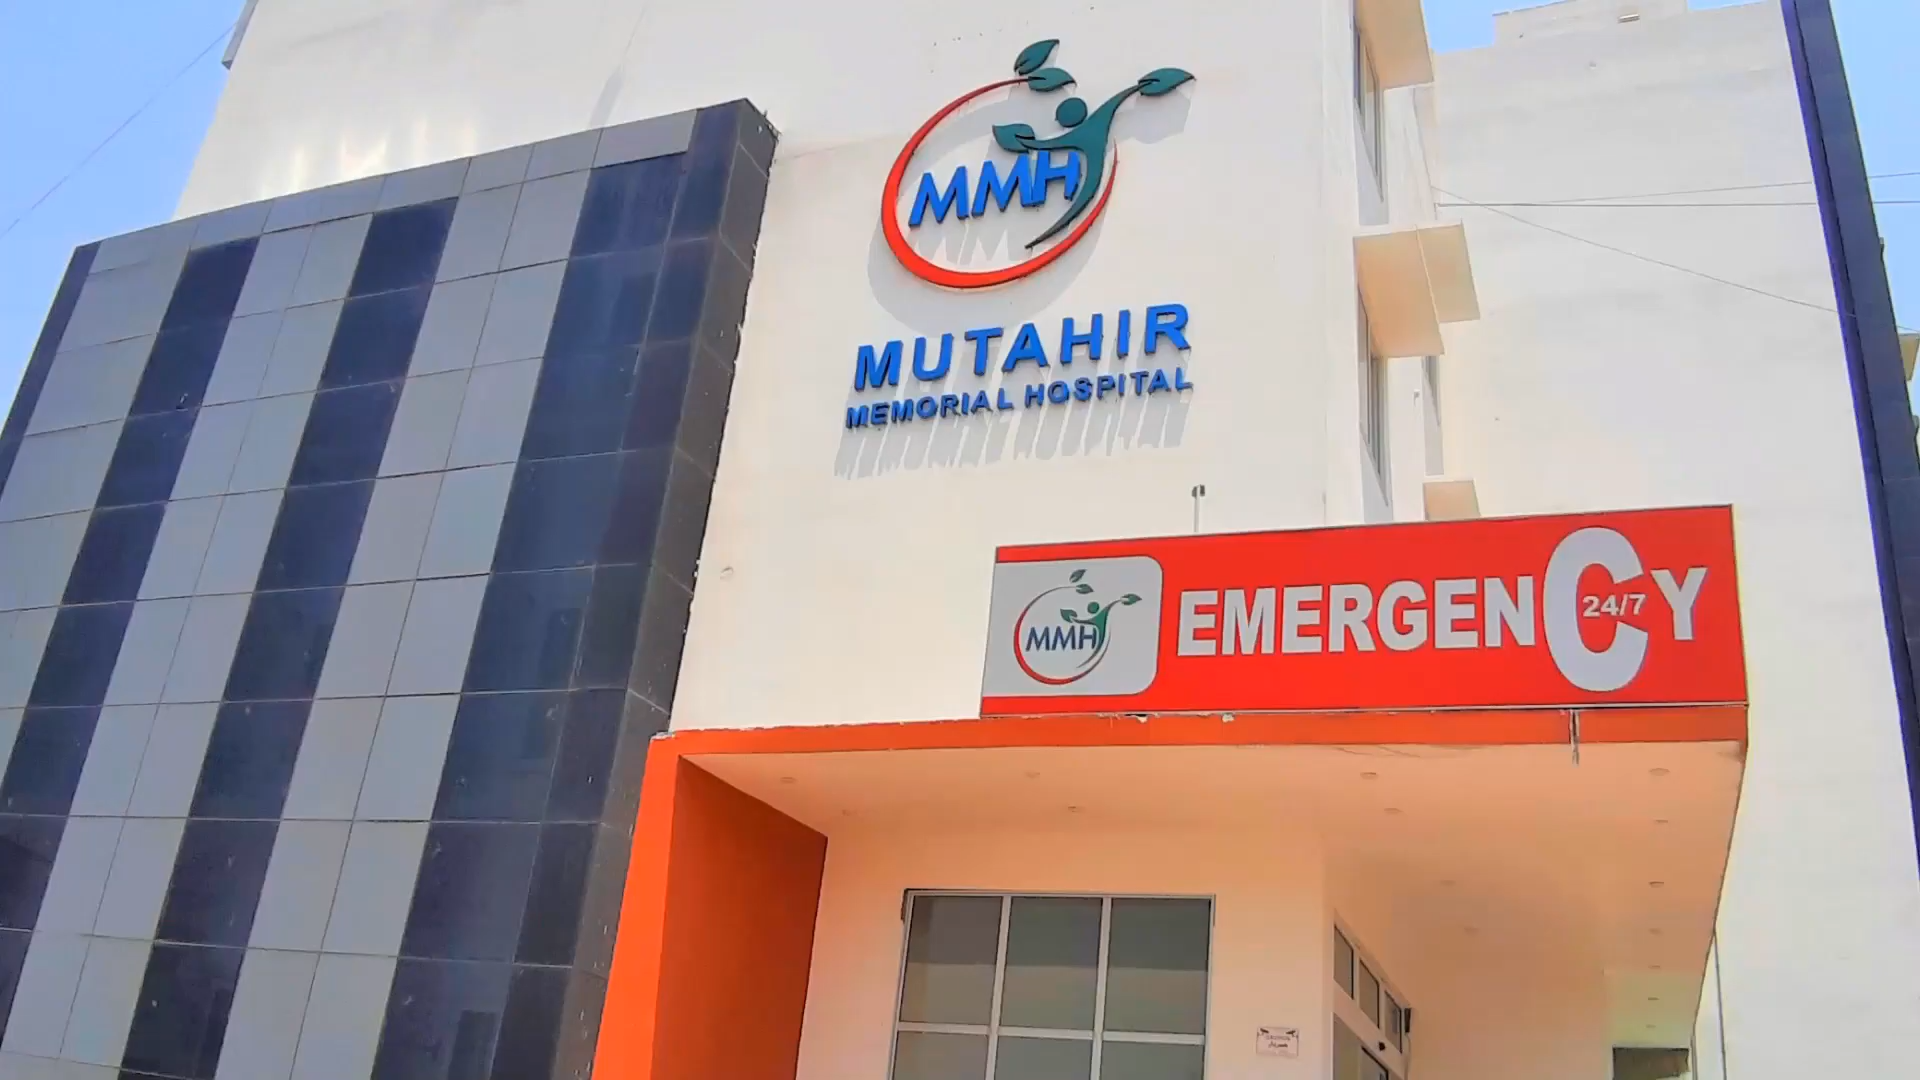 MMH
MUTAHIR
MEMORIAL HOSPITAL
MMH
EMERGENCY
24/7